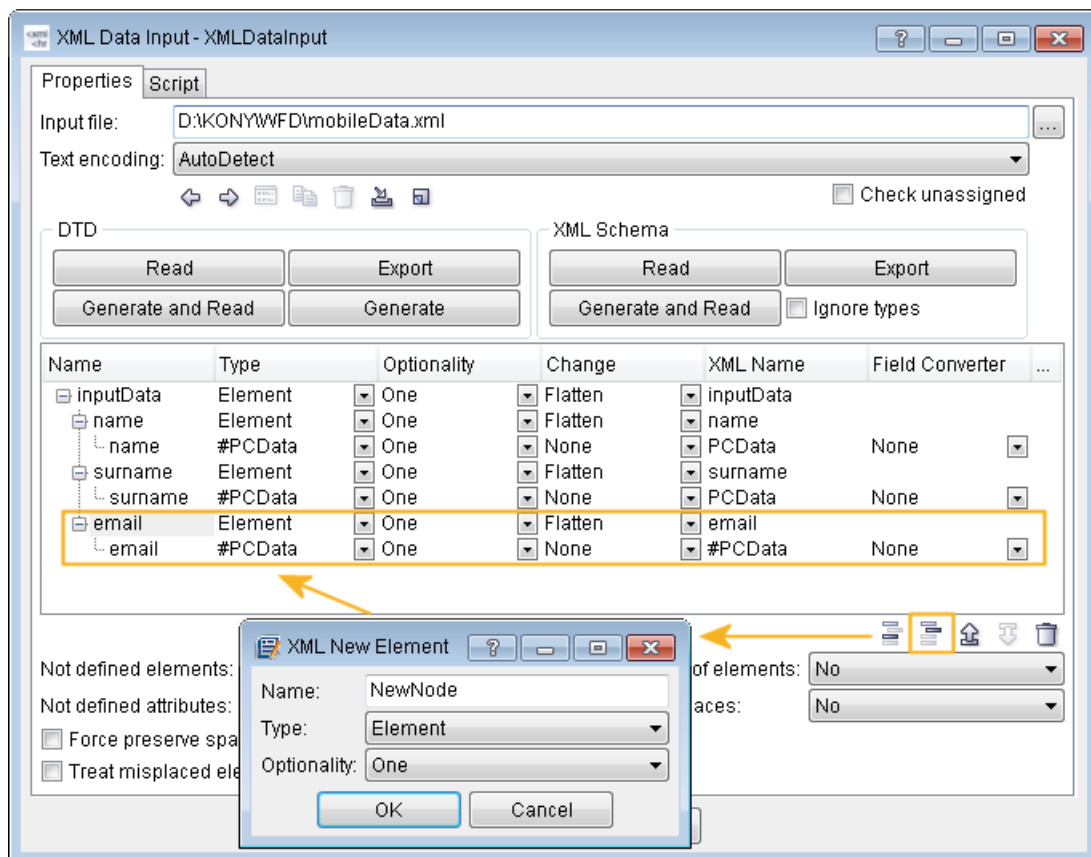 XML Data Input - XMLDataInput
Properties Script
Input file: D:\KONY\WFD\mobileData.xml ...
Text encoding: AutoDetect
Check unassigned
DTD XML Schema
Read Export Read Export
Generate and Read Generate Generate and Read Ignore types
Name Type Optionality Change XML Name Field Converter ...
inputData Element One Flatten inputData
name Element One Flatten name
name #PCData One None PCData None
surname Element One Flatten surname
surname #PCData One None PCData None
email Element One Flatten email
email #PCData One None #PCData None
XML New Element
Not defined elements: of elements: No
Name: NewNode
Not defined attributes: aces: No
Type: Element
Force preserve spa
Optionality: One
Treat misplaced ele
OK Cancel